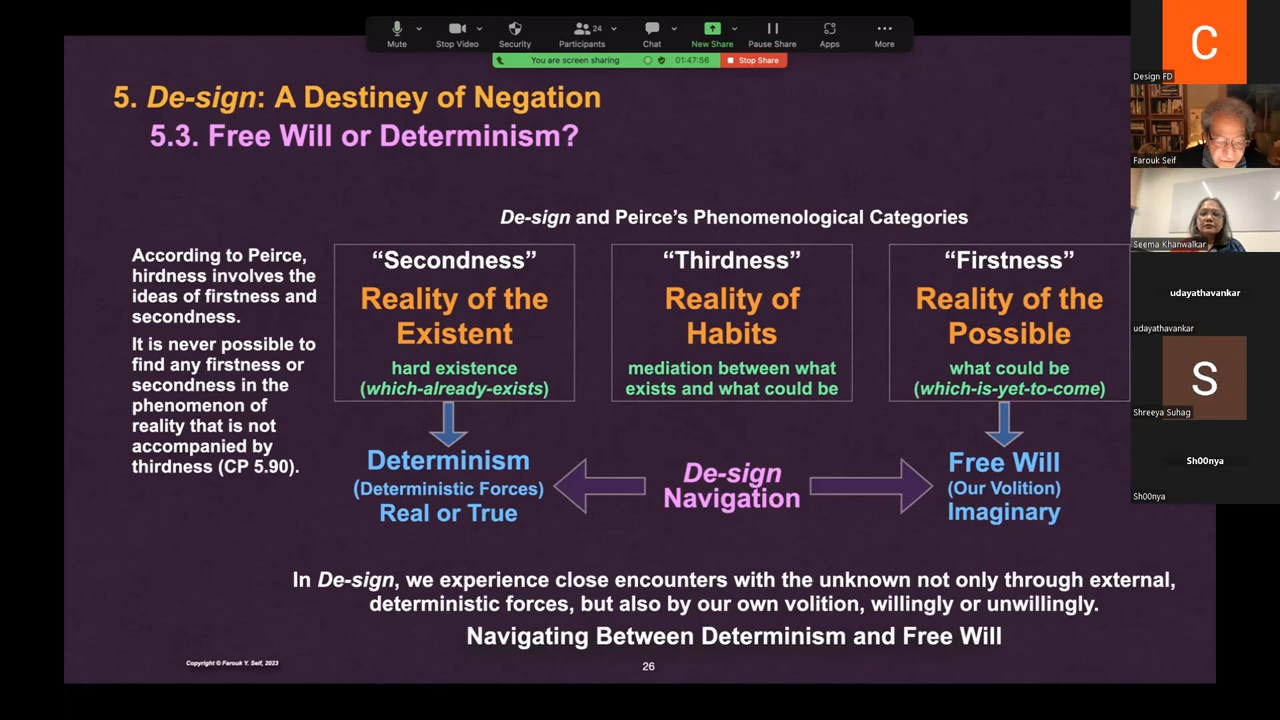 Mute
Stop Video
Security
24
Participants
Chat
New Share
Pause Share
Apps
More
You are screen sharing
01:47:56
Stop Share
5. De-sign: A Destiney of Negation
5.3. Free Will or Determinism?
De-sign and Peirce's Phenomenological Categories
According to Peirce,
hirdness involves the
ideas of firstness and
secondness.
It is never possible to
find any firstness or
secondness in the
phenomenon of
reality that is not
accompanied by
thirdness (CP 5.90).
“Secondness”
Reality of the
Existent
hard existence
(which-already-exists)
“Thirdness”
Reality of
Habits
mediation between what
exists and what could be
“Firstness”
Reality of the
Possible
what could be
(which-is-yet-to-come)
Determinism
(Deterministic Forces)
Real or True
De-sign
Navigation
Free Will
(Our Volition)
Imaginary
In De-sign, we experience close encounters with the unknown not only through external,
deterministic forces, but also by our own volition, willingly or unwillingly.
Navigating Between Determinism and Free Will
Copyright © Farouk Y. Seif, 2023
26
C
Design FD
Farouk Seif
Seema Khanwalkar
udayathavankar
udayathavankar
S
Shreeya Suhag
Sh00nya
Sh00nya